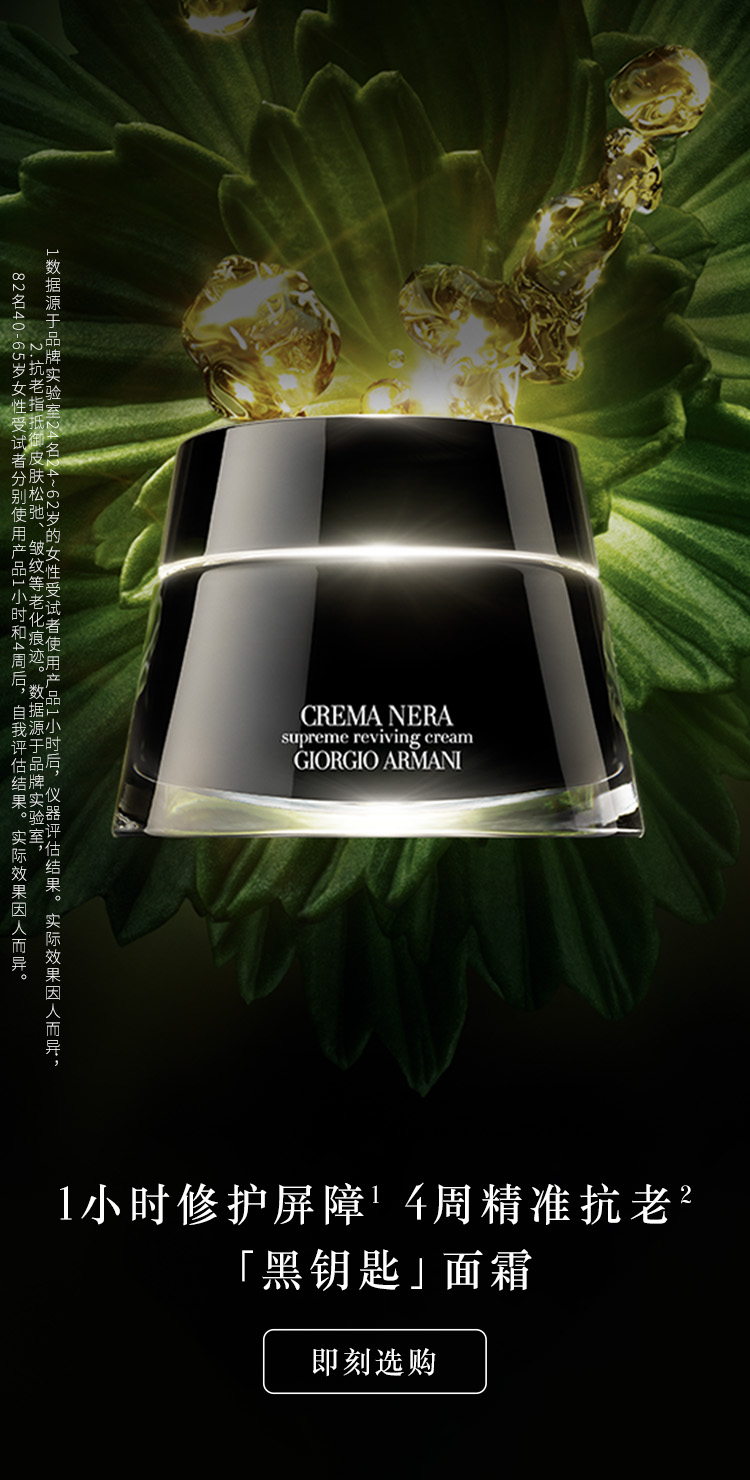 1数据源于品牌实验室24名24~62岁的女性受试者使用产品1小时后，仪器评估结果。实际效果因人而异；
2.抗老指抵御皮肤松弛、皱纹等老化痕迹。数据源于品牌实验室，
82名40-65岁女性受试者分别使用产品1小时和4周后，自我评估结果。实际效果因人而异。
CREMA NERA
supreme reviving cream
GIORGIO ARMANI
1小时修护屏障¹ 4周精准抗老²
「黑钥匙」面霜
即刻选购